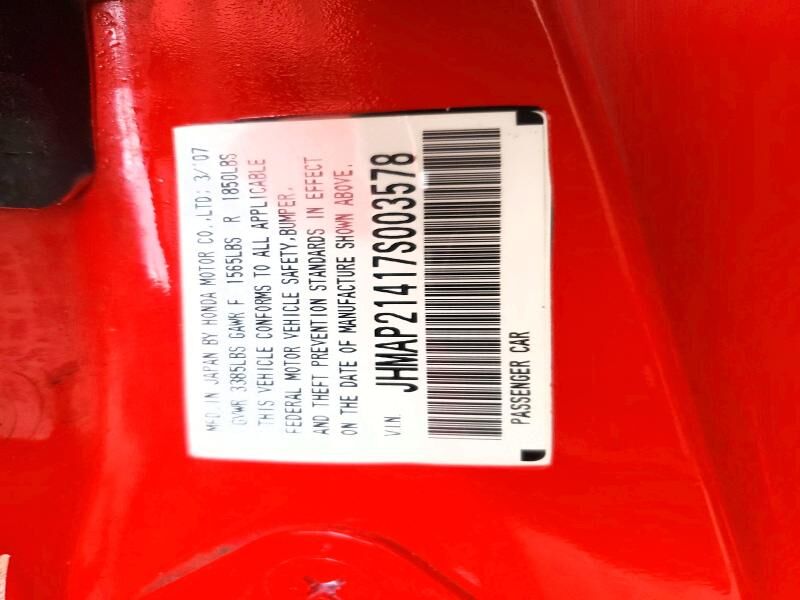 MFD. IN JAPAN BY HONDA MOTOR CO., LTD; 3/'07
GVWR 3385LBS GAWR F 1565LBS R 1850LBS
THIS VEHICLE CONFORMS TO ALL APPLICABLE
FEDERAL MOTOR VEHICLE SAFETY, BUMPER,
AND THEFT PREVENTION STANDARDS IN EFFECT
ON THE DATE OF MANUFACTURE SHOWN ABOVE.
V.I.N. JHMAP21417S003578
PASSENGER CAR